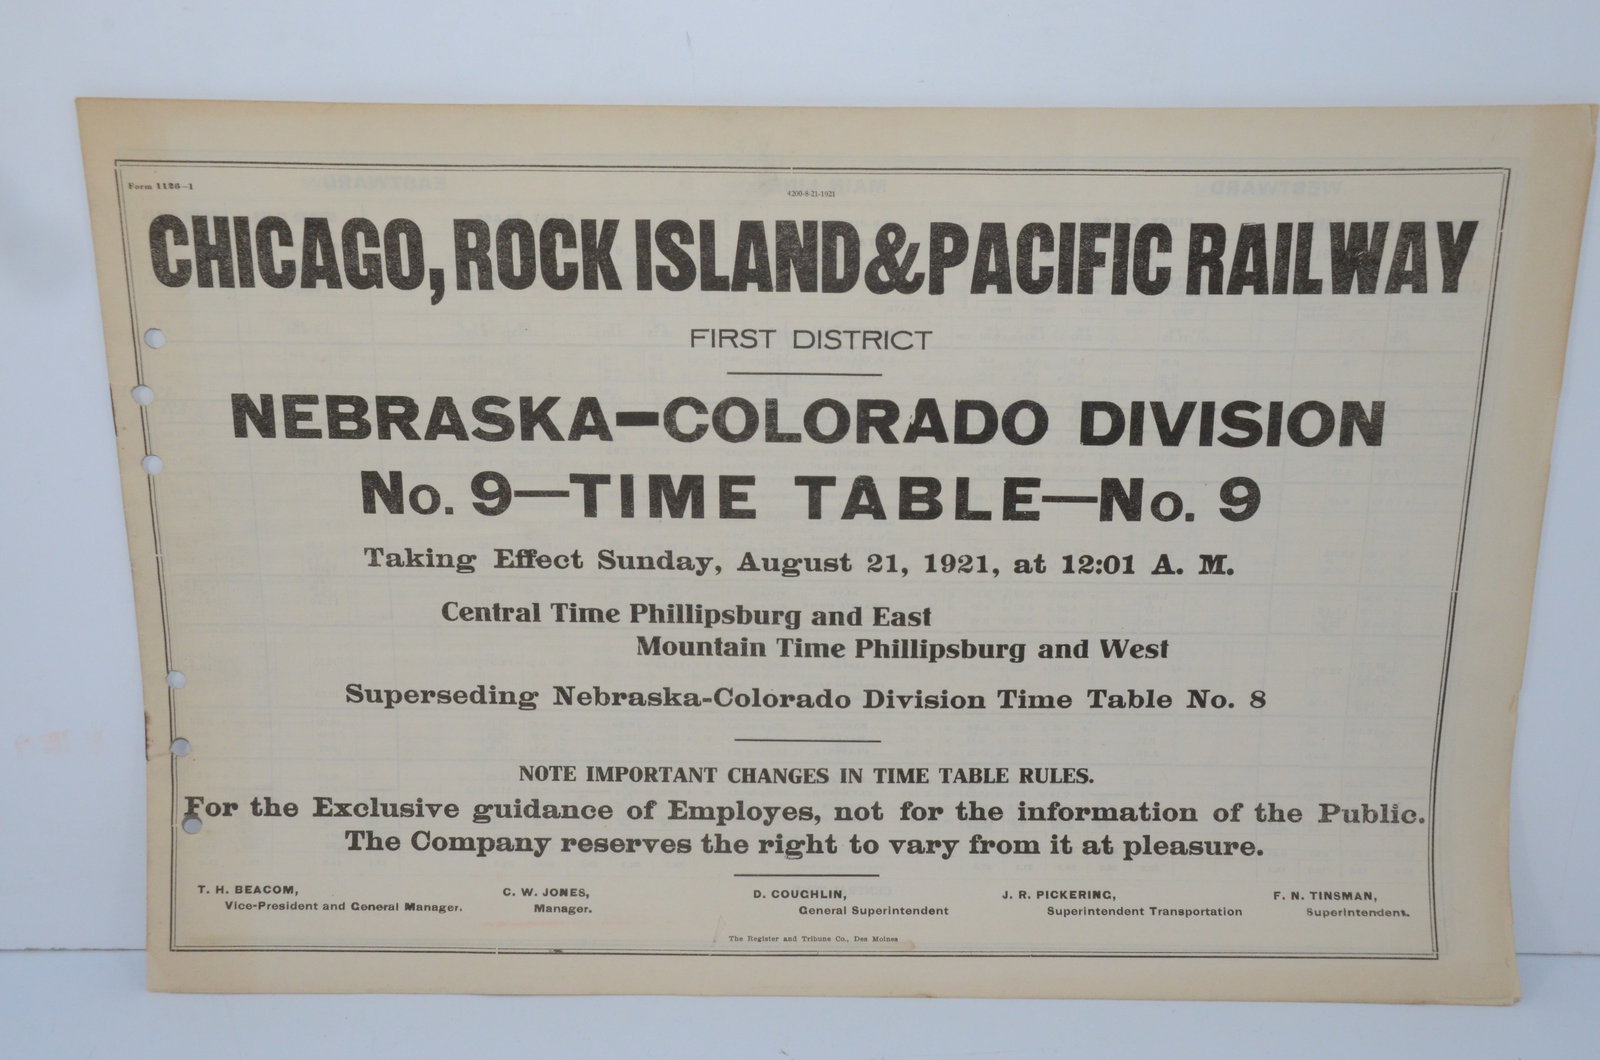 Form 1126-1
4200-8-21-1921
CHICAGO, ROCK ISLAND & PACIFIC RAILWAY
FIRST DISTRICT
NEBRASKA-COLORADO DIVISION
No. 9—TIME TABLE—No. 9
Taking Effect Sunday, August 21, 1921, at 12:01 A. M.
Central Time Phillipsburg and East
Mountain Time Phillipsburg and West
Superseding Nebraska-Colorado Division Time Table No. 8
NOTE IMPORTANT CHANGES IN TIME TABLE RULES.
For the Exclusive guidance of Employes, not for the information of the Public.
The Company reserves the right to vary from it at pleasure.
T. H. BEACOM,
Vice-President and General Manager.
C. W. JONES,
Manager.
D. COUGHLIN,
General Superintendent
J. R. PICKERING,
Superintendent Transportation
F. N. TINSMAN,
Superintendent.
The Register and Tribune Co., Des Moines